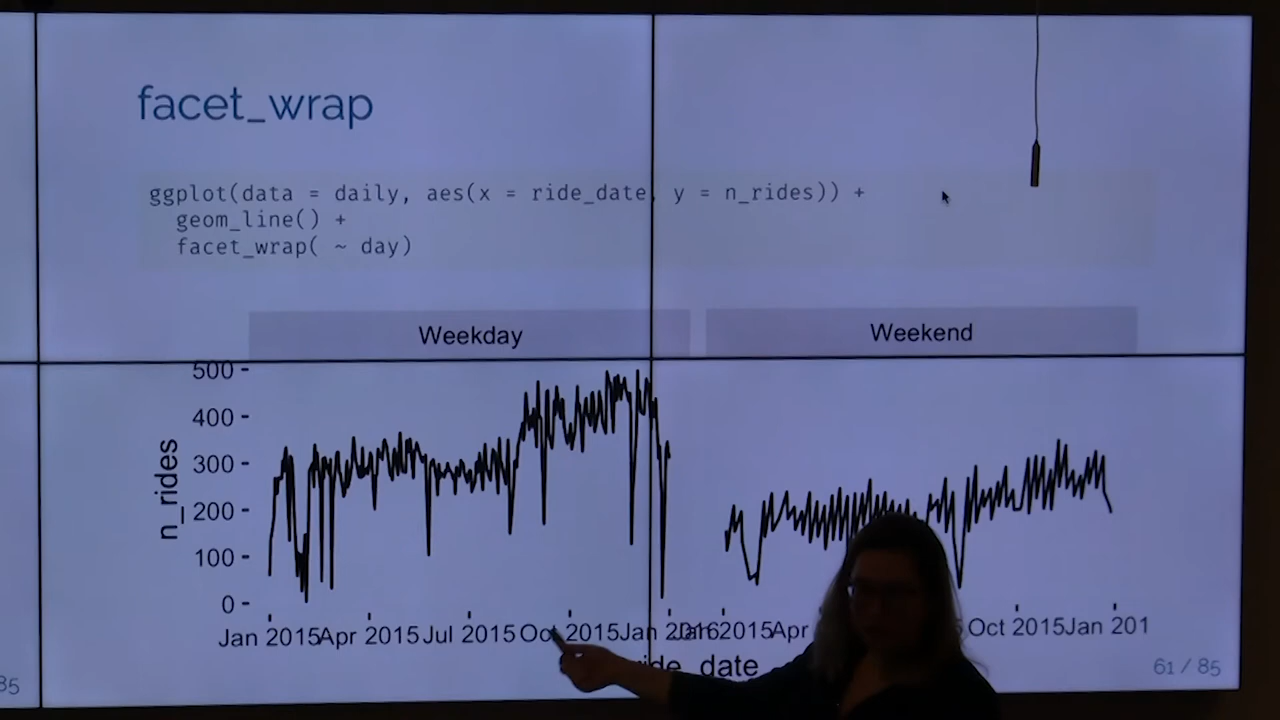 facet_wrap
ggplot(data = daily, aes(x = ride_date, y = n_rides)) +
geom_line() +
facet_wrap( ~ day)
Weekday Weekend
500
400
300
200
100
0
n_rides
Jan 2015 Apr 2015 Jul 2015 Oct 2015 Jan 2016 Jan 2015 Apr Oct 2015 Jan 201
ride_date
61 / 85
85